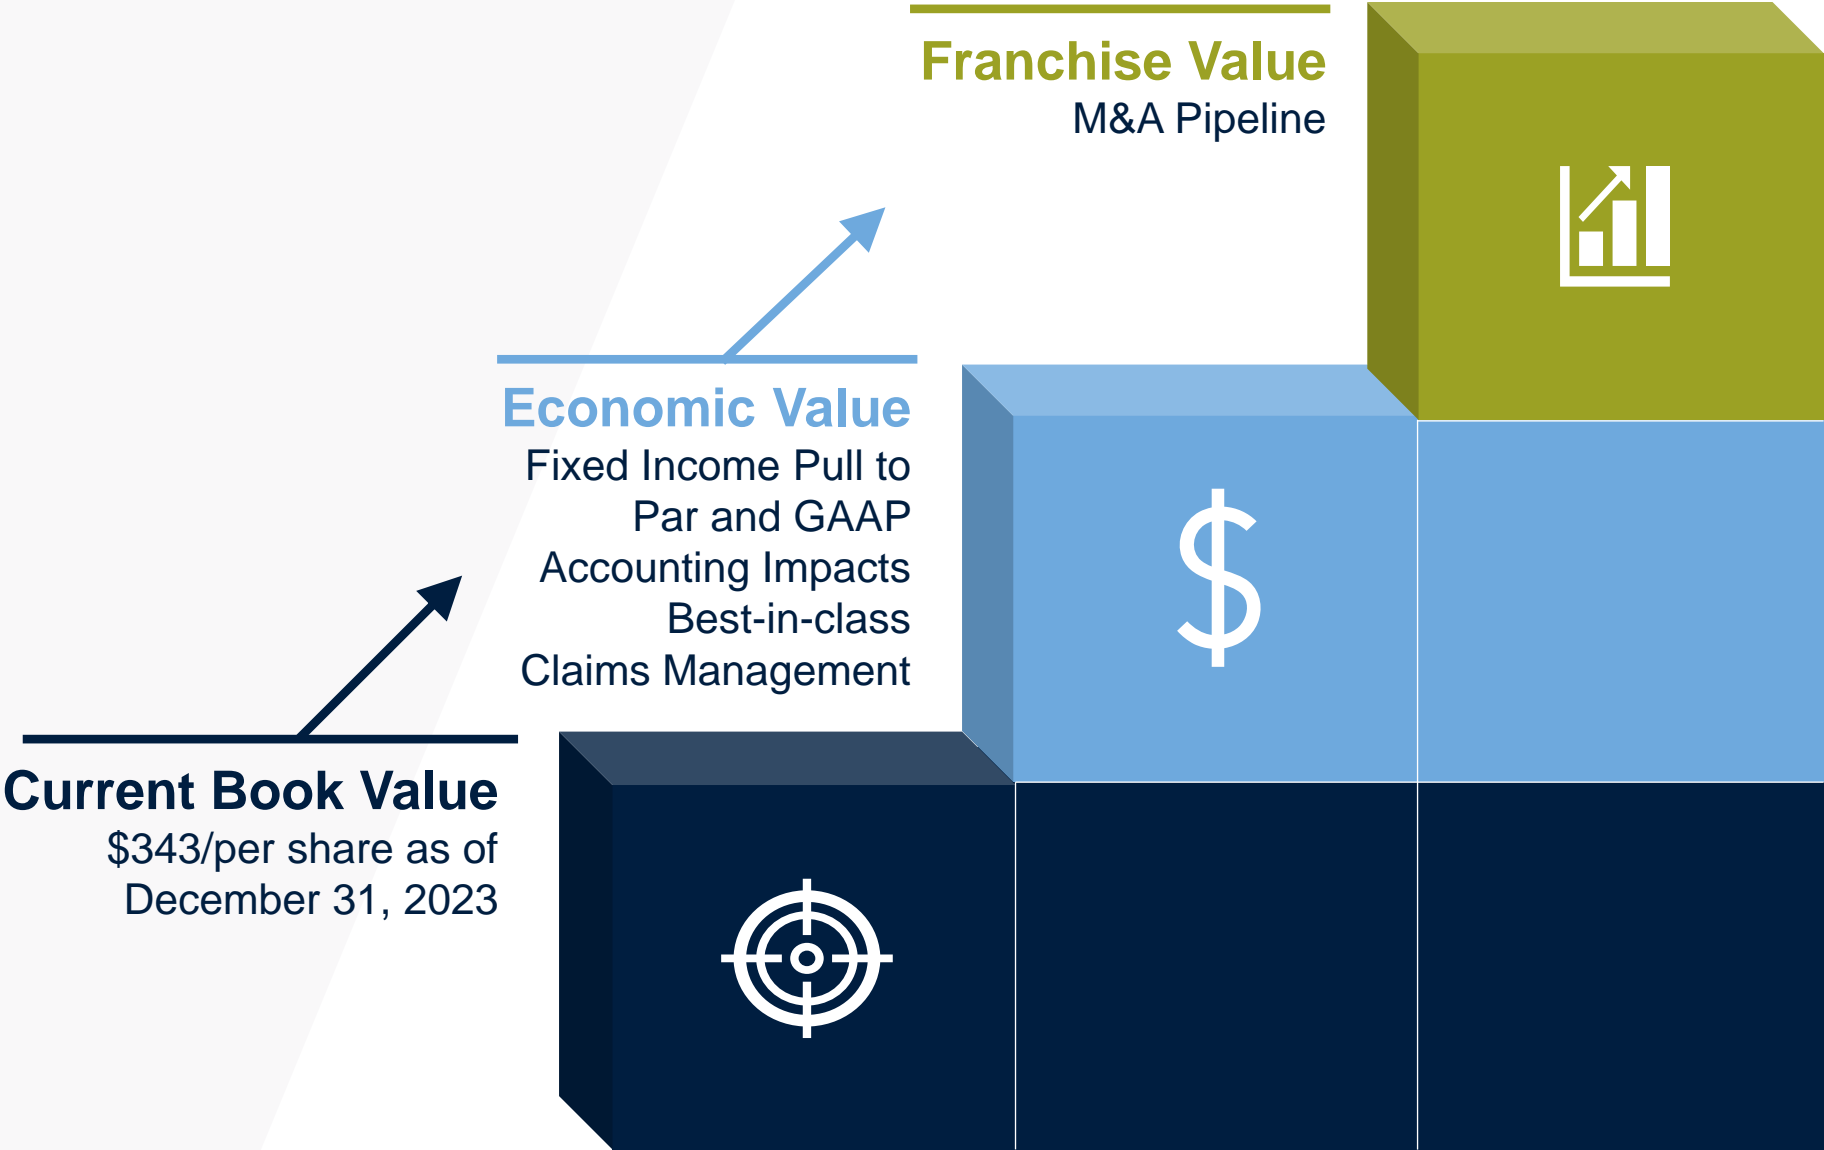 Franchise Value
M&A Pipeline
Economic Value
Fixed Income Pull to
Par and GAAP
Accounting Impacts
Best-in-class
Claims Management
Current Book Value
$343/per share as of
December 31, 2023
$